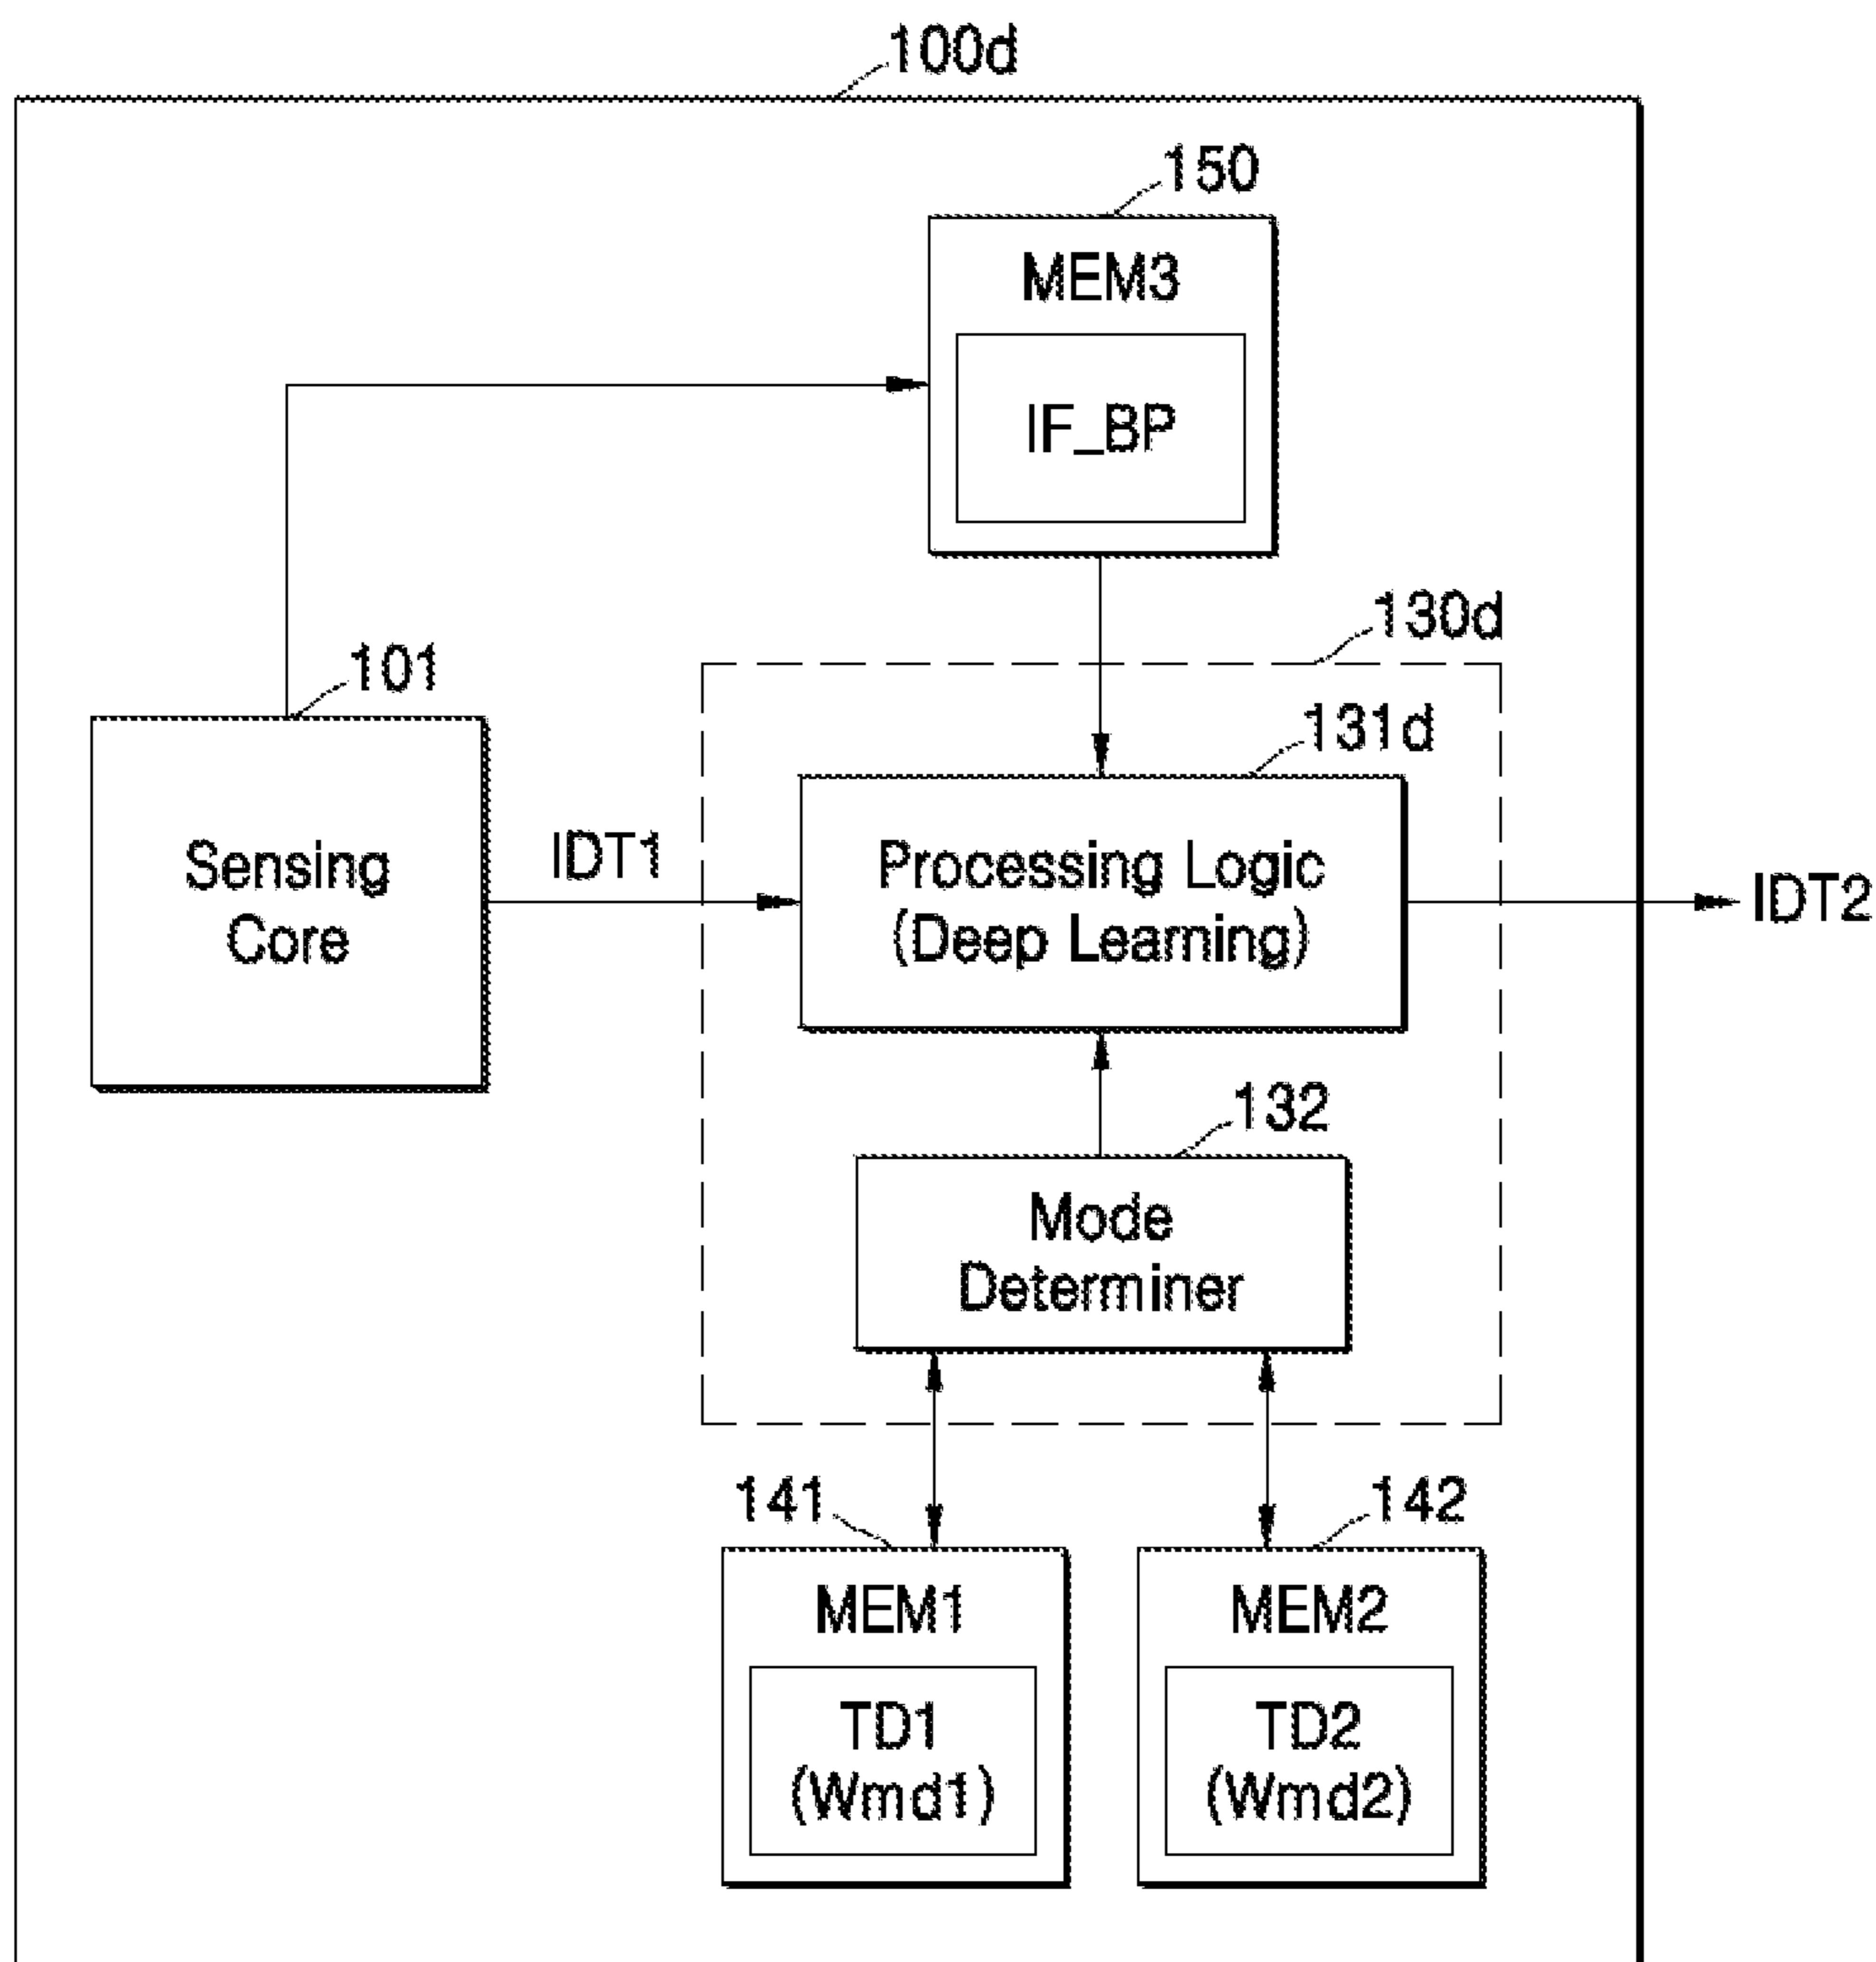 100d
150
MEM3
IF_BP
130d
101
131d
Sensing
Core
IDT1
Processing Logic
(Deep Learning)
IDT2
132
Mode
Determiner
141
142
MEM1
MEM2
TD1
(Wmd1)
TD2
(Wmd2)